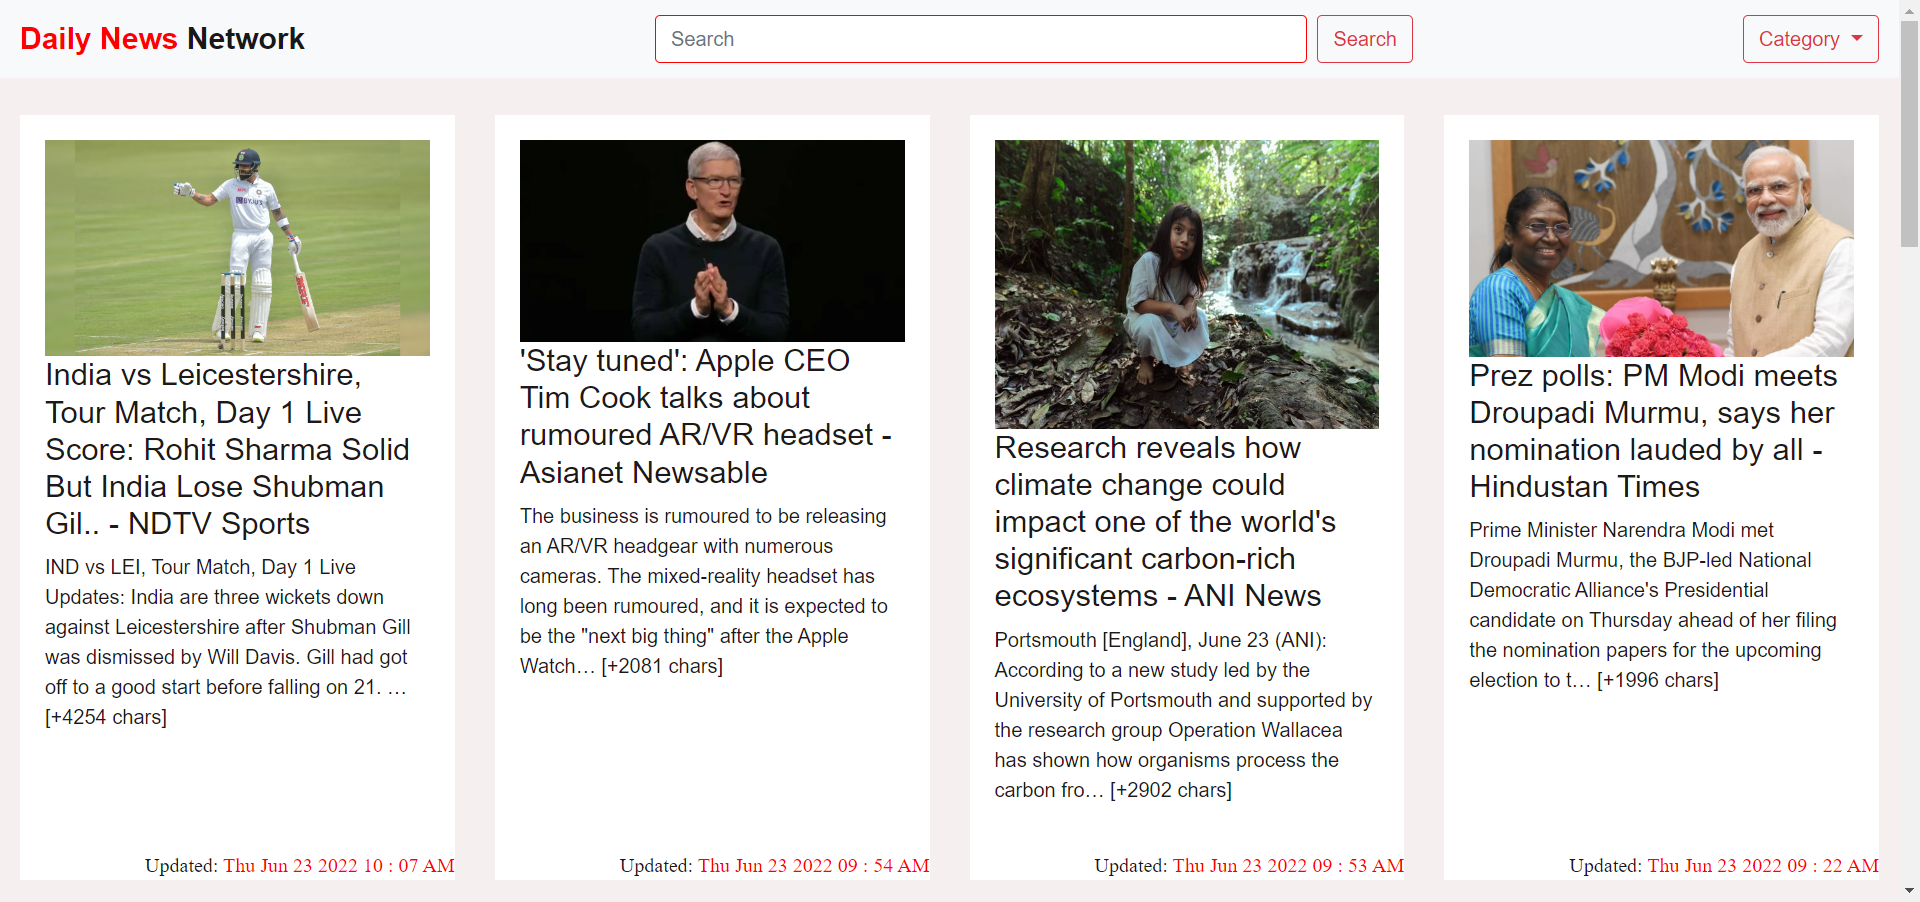 Daily News Network
Search
Search
Category
BYJU'S
India vs Leicestershire,
Tour Match, Day 1 Live
Score: Rohit Sharma Solid
But India Lose Shubman
Gil.. - NDTV Sports
IND vs LEI, Tour Match, Day 1 Live
Updates: India are three wickets down
against Leicestershire after Shubman Gill
was dismissed by Will Davis. Gill had got
off to a good start before falling on 21. …
[+4254 chars]
Updated: Thu Jun 23 2022 10 : 07 AM
'Stay tuned': Apple CEO
Tim Cook talks about
rumoured AR/VR headset -
Asianet Newsable
The business is rumoured to be releasing
an AR/VR headgear with numerous
cameras. The mixed-reality headset has
long been rumoured, and it is expected to
be the "next big thing" after the Apple
Watch… [+2081 chars]
Updated: Thu Jun 23 2022 09 : 54 AM
Research reveals how
climate change could
impact one of the world's
significant carbon-rich
ecosystems - ANI News
Portsmouth [England], June 23 (ANI):
According to a new study led by the
University of Portsmouth and supported by
the research group Operation Wallacea
has shown how organisms process the
carbon fro… [+2902 chars]
Updated: Thu Jun 23 2022 09 : 53 AM
Prez polls: PM Modi meets
Droupadi Murmu, says her
nomination lauded by all -
Hindustan Times
Prime Minister Narendra Modi met
Droupadi Murmu, the BJP-led National
Democratic Alliance's Presidential
candidate on Thursday ahead of her filing
the nomination papers for the upcoming
election to t… [+1996 chars]
Updated: Thu Jun 23 2022 09 : 22 AM